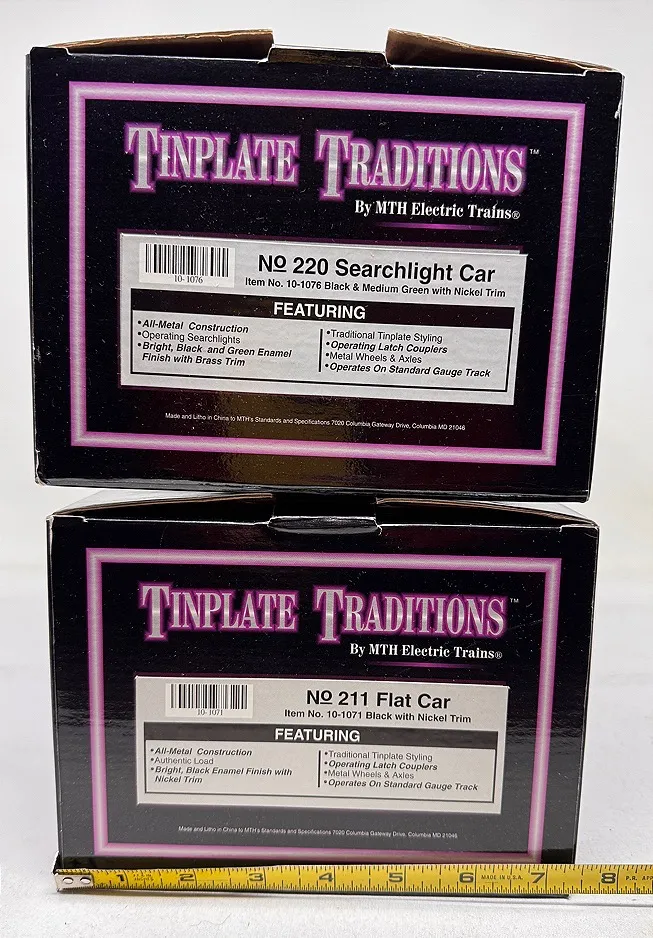 TINPLATE TRADITIONS™
By MTH Electric Trains®
10-1076
No 220 Searchlight Car
Item No. 10-1076 Black & Medium Green with Nickel Trim
FEATURING
•All-Metal Construction
•Operating Searchlights
•Bright, Black and Green Enamel
Finish with Brass Trim
•Traditional Tinplate Styling
•Operating Latch Couplers
•Metal Wheels & Axles
•Operates On Standard Gauge Track
Made and Litho in China to MTH's Standards and Specifications 7020 Columbia Gateway Drive, Columbia MD 21046
TINPLATE TRADITIONS™
By MTH Electric Trains®
10-1071
No 211 Flat Car
Item No. 10-1071 Black with Nickel Trim
FEATURING
•All-Metal Construction
•Authentic Load
•Bright, Black Enamel Finish with
Nickel Trim
•Traditional Tinplate Styling
•Operating Latch Couplers
•Metal Wheels & Axles
•Operates On Standard Gauge Track
Made and Litho in China to MTH's Standards and Specifications 7020 Columbia Gateway Drive, Columbia MD 21046
1 2 3 4 5 6 MADE IN U.S. 7 8 P.R. APP